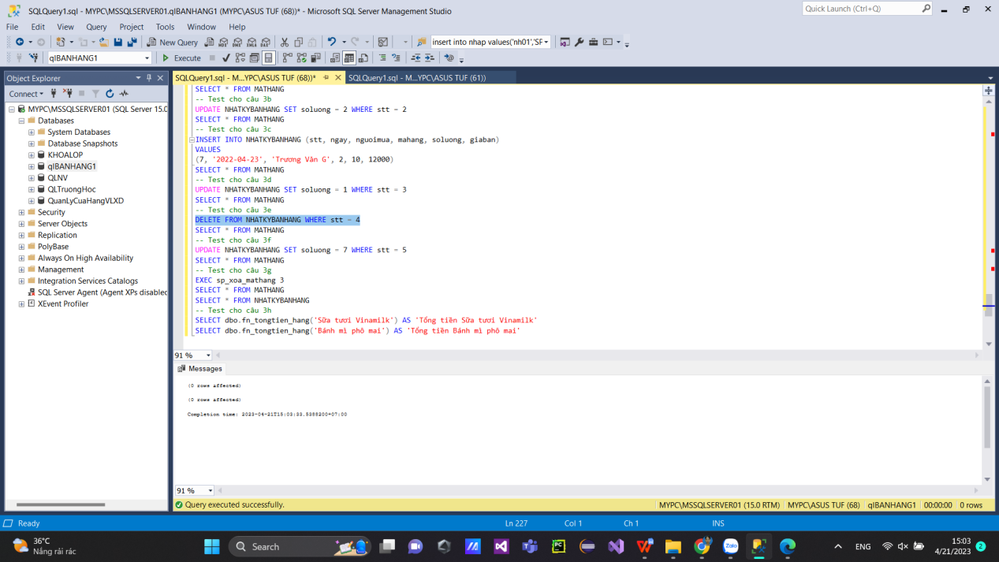 SQLQuery1.sql - MYPC\MSSQLSERVER01.qlBANHANG1 (MYPC\ASUS TUF (68))* - Microsoft SQL Server Management Studio
Quick Launch (Ctrl+Q)
File Edit View Query Project Tools Window Help
New Query
insert into nhap values('nh01','SF
qlBANHANG1
Execute
Object Explorer
SQLQuery1.sql - M...YPC\ASUS TUF (68))*
SQLQuery1.sql - M...YPC\ASUS TUF (61))
Connect
MYPC\MSSQLSERVER01 (SQL Server 15.0
Databases
System Databases
Database Snapshots
KHOALOP
qlBANHANG1
QLNV
QLTruongHoc
QuanLyCuaHangVLXD
Security
Server Objects
Replication
PolyBase
Always On High Availability
Management
Integration Services Catalogs
SQL Server Agent (Agent XPs disabled
XEvent Profiler
SELECT * FROM MATHANG
-- Test cho câu 3b
UPDATE NHATKYBANHANG SET soluong = 2 WHERE stt = 2
SELECT * FROM MATHANG
-- Test cho câu 3c
INSERT INTO NHATKYBANHANG (stt, ngay, nguoimua, mahang, soluong, giaban)
VALUES
(7, '2022-04-23', 'Trương Văn G', 2, 10, 12000)
SELECT * FROM MATHANG
-- Test cho câu 3d
UPDATE NHATKYBANHANG SET soluong = 1 WHERE stt = 3
SELECT * FROM MATHANG
-- Test cho câu 3e
DELETE FROM NHATKYBANHANG WHERE stt = 4
SELECT * FROM MATHANG
-- Test cho câu 3f
UPDATE NHATKYBANHANG SET soluong = 7 WHERE stt = 5
SELECT * FROM MATHANG
-- Test cho câu 3g
EXEC sp_xoa_mathang 3
SELECT * FROM MATHANG
SELECT * FROM NHATKYBANHANG
-- Test cho câu 3h
SELECT dbo.fn_tongtien_hang('Sữa tươi Vinamilk') AS 'Tổng tiền Sữa tươi Vinamilk'
SELECT dbo.fn_tongtien_hang('Bánh mì phô mai') AS 'Tổng tiền Bánh mì phô mai'
91 %
Messages
(0 rows affected)
(0 rows affected)
Completion time: 2023-04-21T15:03:33.5388200+07:00
91 %
Query executed successfully.
MYPC\MSSQLSERVER01 (15.0 RTM) MYPC\ASUS TUF (68) qlBANHANG1 00:00:00 0 rows
Ready Ln 227 Col 1 Ch 1 INS
36°C
Nắng rải rác
Search
ENG
15:03
4/21/2023
2